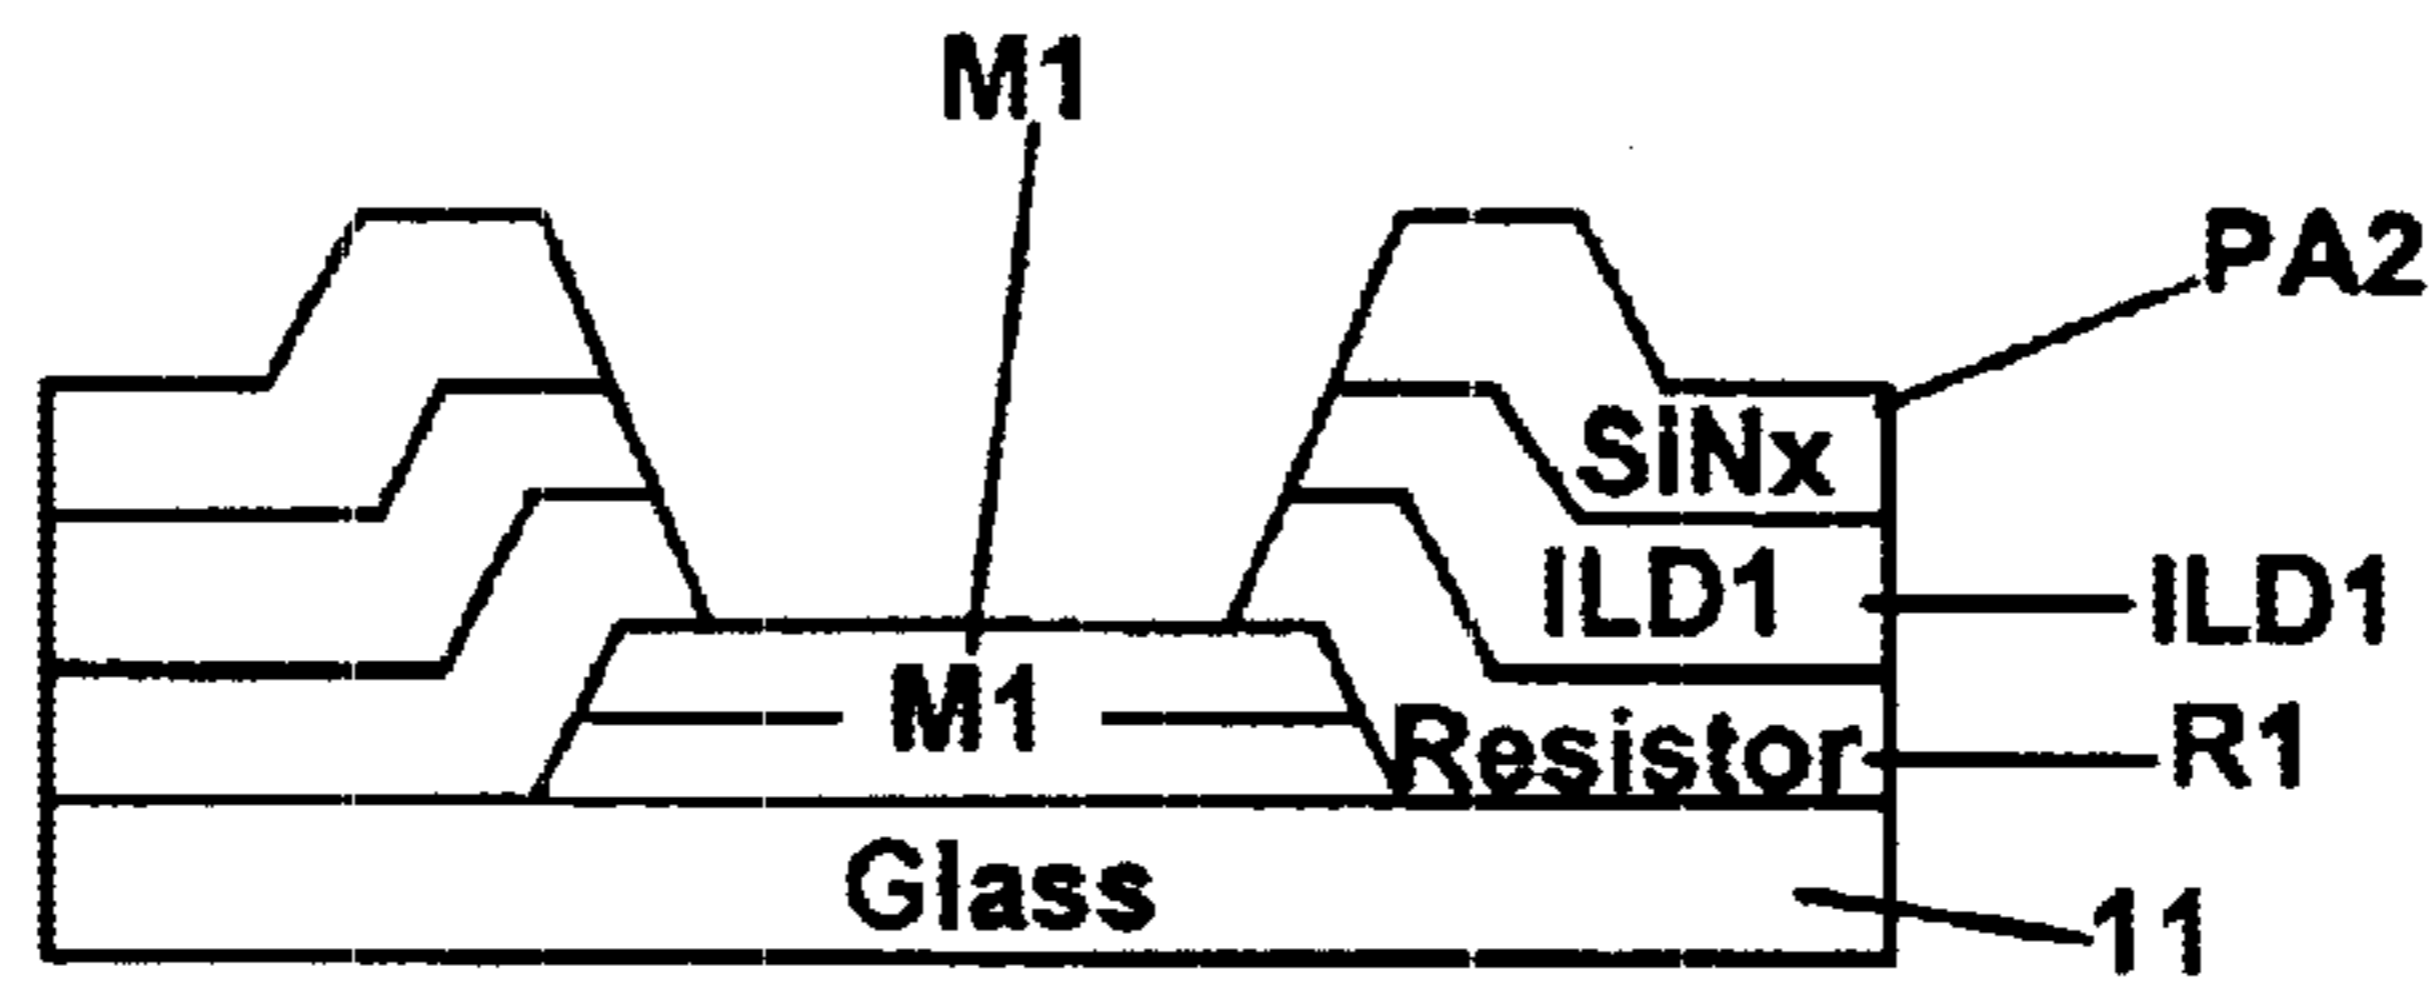 M1
PA2
SiNx
ILD1 ILD1
M1 Resistor R1
Glass 11